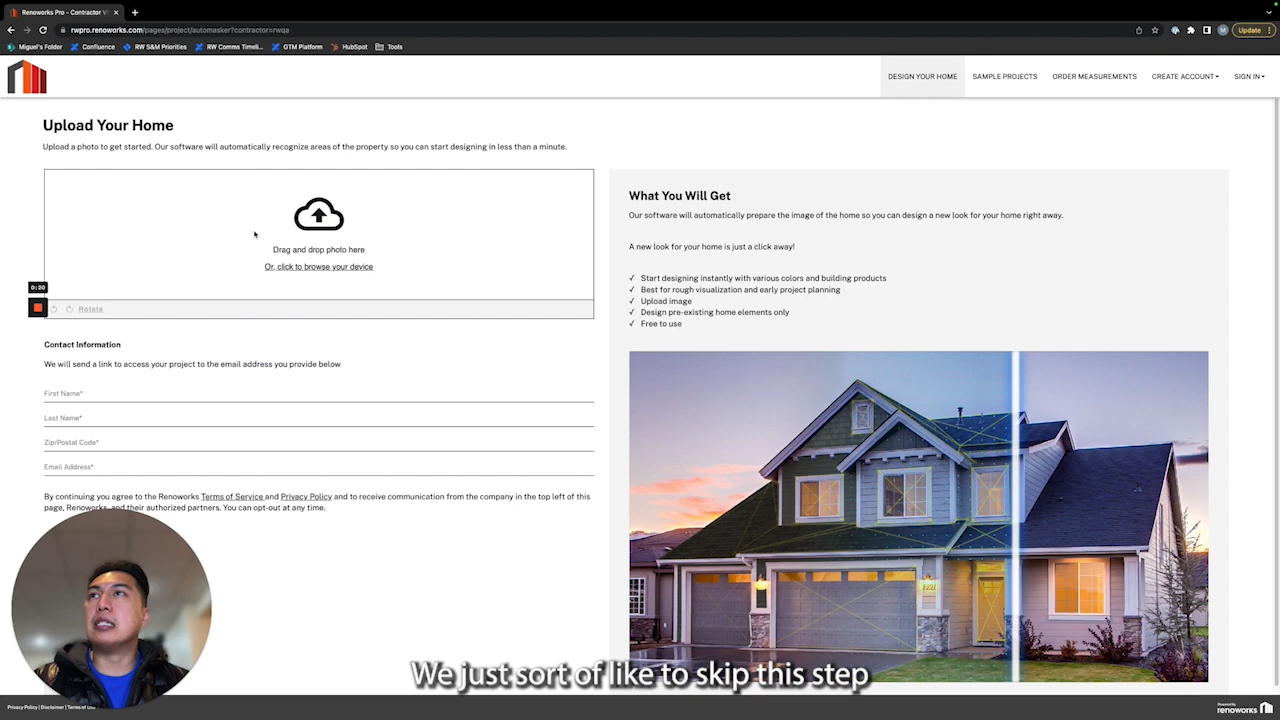 Renoworks Pro - Contractor V
rwpro.renoworks.com/pages/project/automasker?contractor=rwqa
Update
Miguel's Folder
Confluence
RW S&M Priorities
RW Comms Timeli...
GTM Platform
HubSpot
Tools
DESIGN YOUR HOME
SAMPLE PROJECTS
ORDER MEASUREMENTS
CREATE ACCOUNT
SIGN IN
Upload Your Home
Upload a photo to get started. Our software will automatically recognize areas of the property so you can start designing in less than a minute.
Drag and drop photo here
Or, click to browse your device
0:20
Rotate
Contact Information
We will send a link to access your project to the email address you provide below
First Name*
Last Name*
Zip/Postal Code*
Email Address*
By continuing you agree to the Renoworks Terms of Service and Privacy Policy and to receive communication from the company in the top left of this
page, Renoworks, and their authorized partners. You can opt-out at any time.
What You Will Get
Our software will automatically prepare the image of the home so you can design a new look for your home right away.
A new look for your home is just a click away!
✓ Start designing instantly with various colors and building products
✓ Best for rough visualization and early project planning
✓ Upload image
✓ Design pre-existing home elements only
✓ Free to use
We just sort of like to skip this step
Privacy Policy | Disclaimer | Terms of Use
Powered by
renoworks